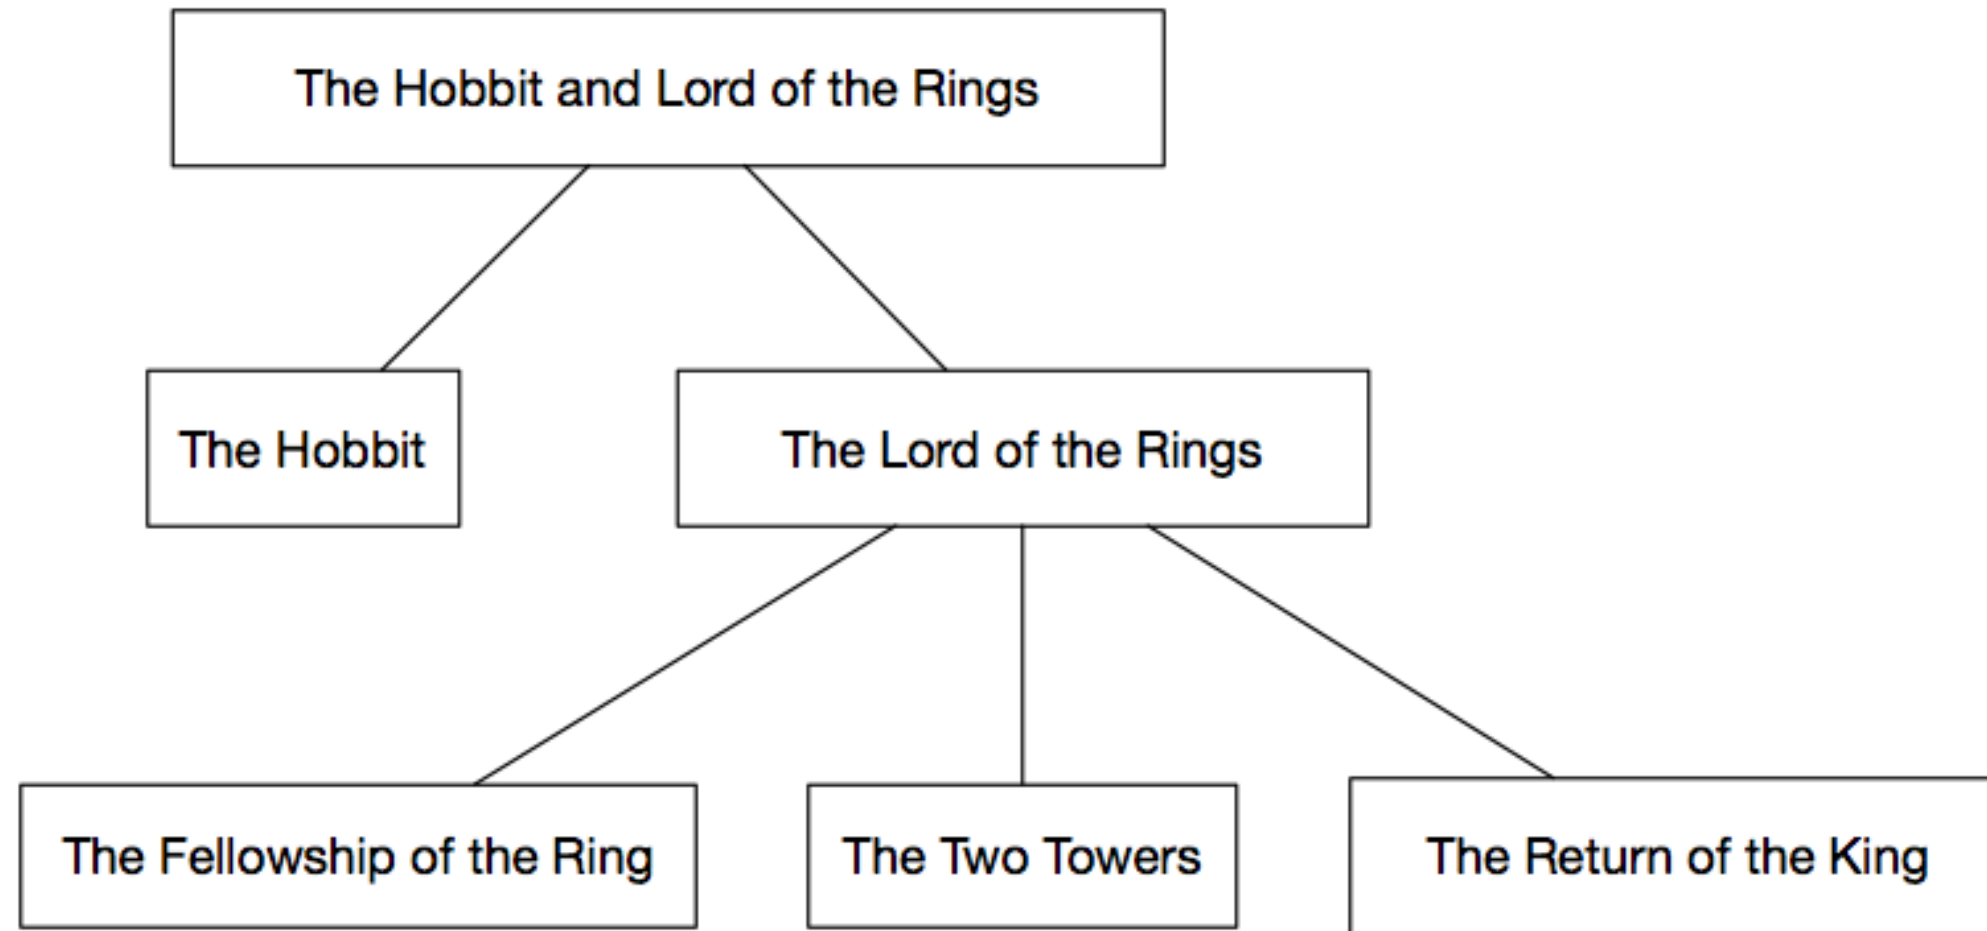 The Hobbit and Lord of the Rings
The Hobbit
The Lord of the Rings
The Fellowship of the Ring
The Two Towers
The Return of the King